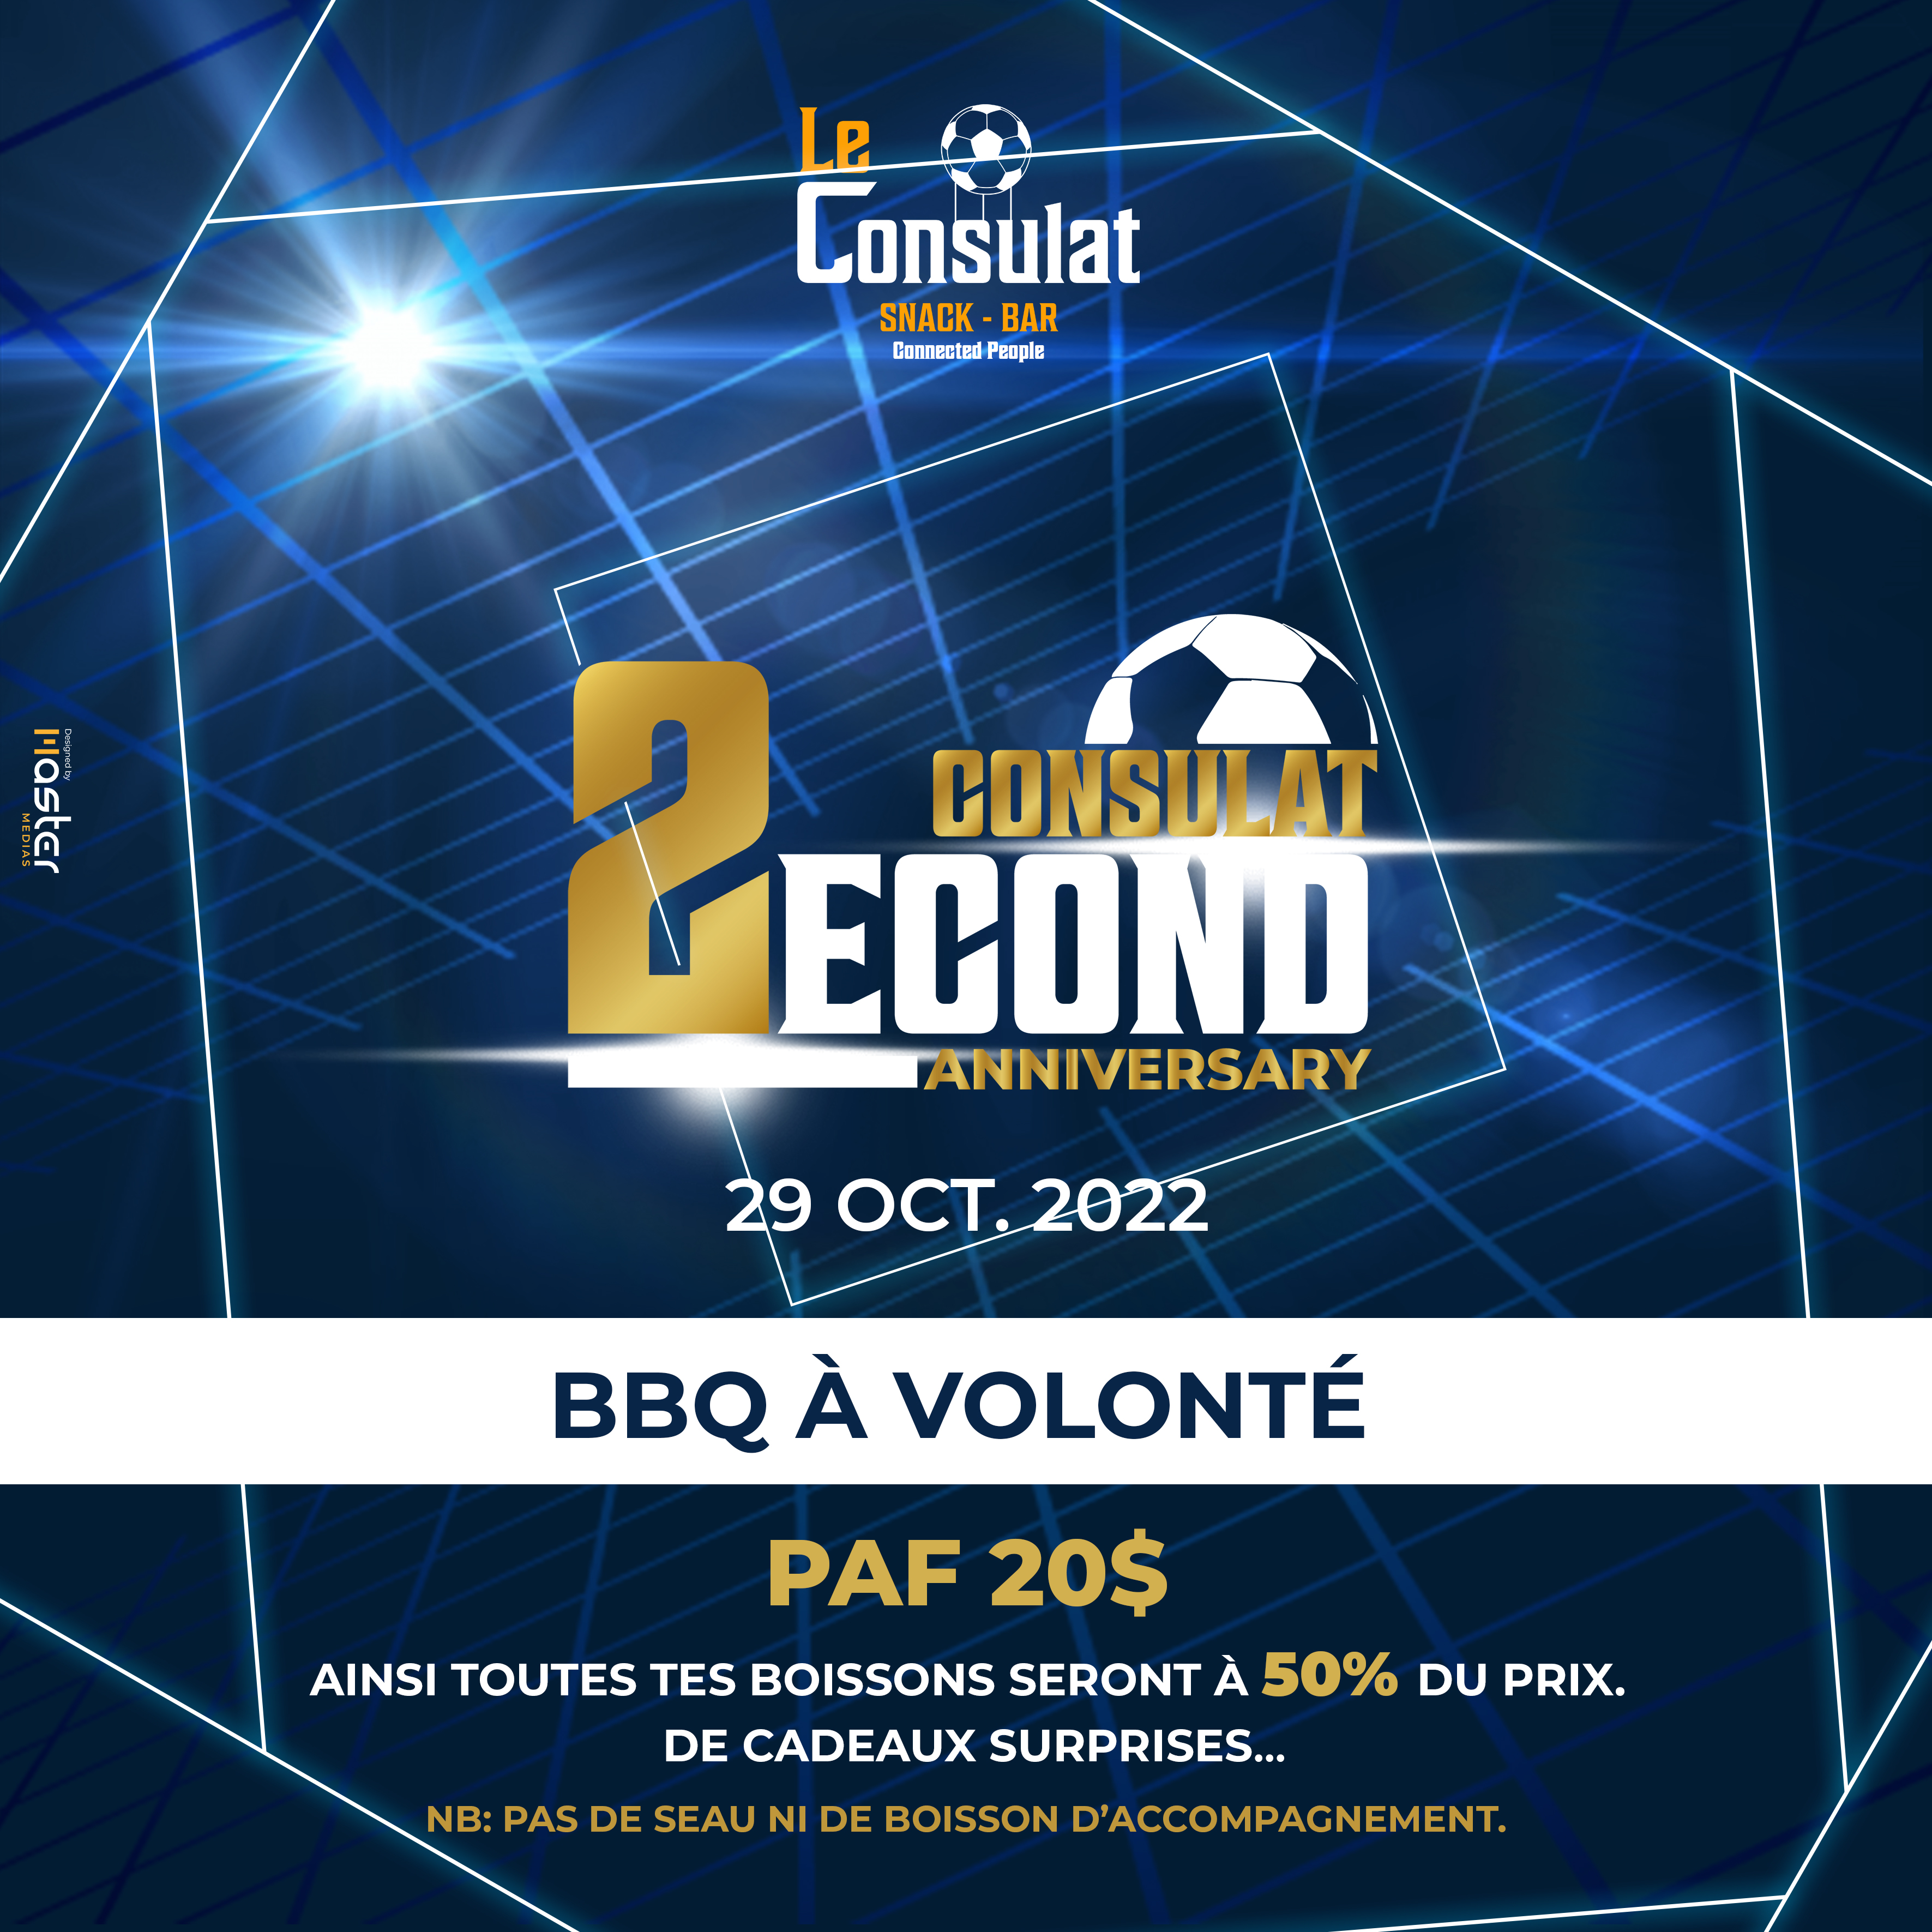 Le
Consulat
SNACK - BAR
Connected People
CONSULAT
2ECOND
ANNIVERSARY
29 OCT. 2022
BBQ À VOLONTÉ
PAF 20$
AINSI TOUTES TES BOISSONS SERONT À 50% DU PRIX.
DE CADEAUX SURPRISES...
NB: PAS DE SEAU NI DE BOISSON D'ACCOMPAGNEMENT.
Designed by
Master
MEDIAS